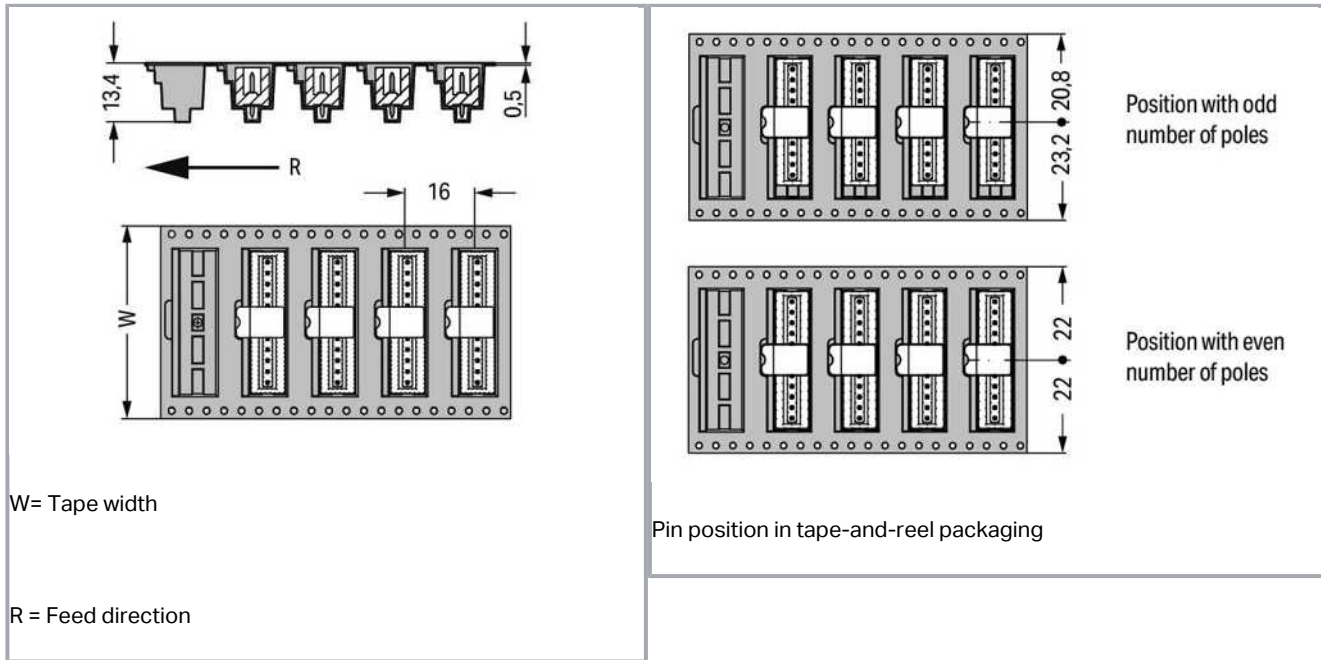 13,4
0,5
R
16
W
W= Tape width
R = Feed direction
20,8
23,2
Position with odd
number of poles
22
22
Position with even
number of poles
Pin position in tape-and-reel packaging